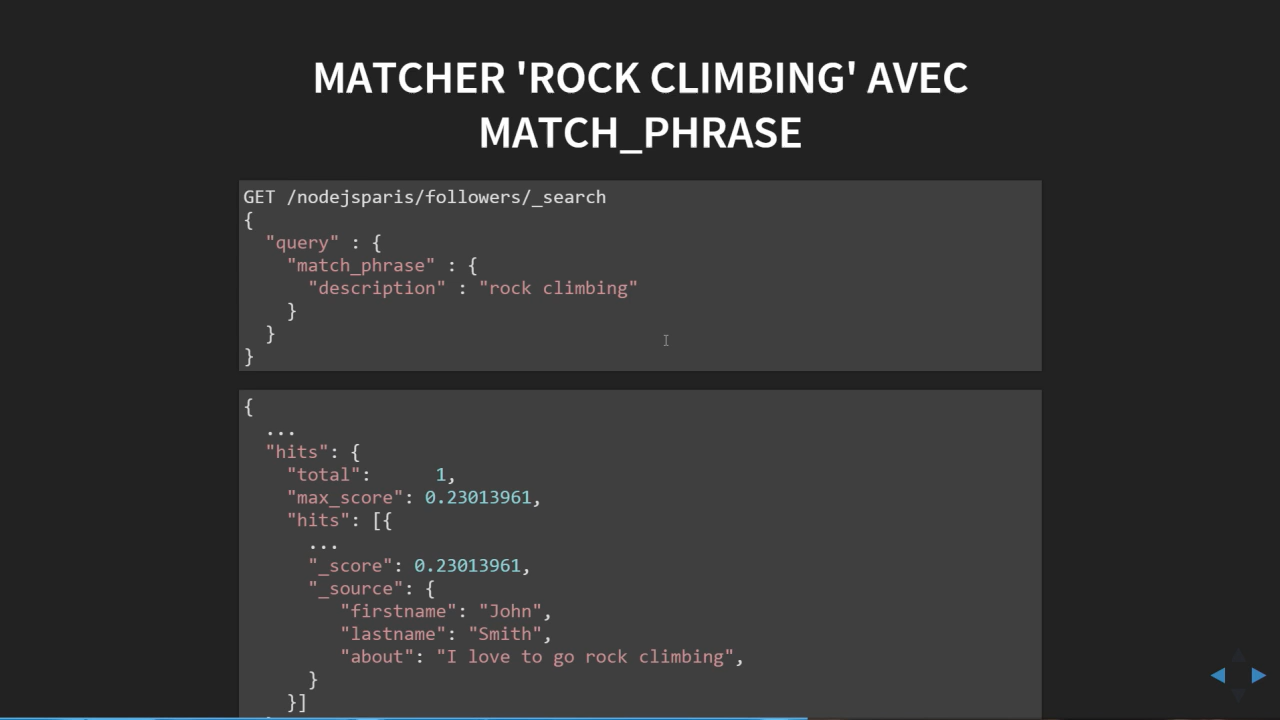 MATCHER 'ROCK CLIMBING' AVEC
MATCH_PHRASE
GET /nodejsparis/followers/_search
{
  "query" : {
    "match_phrase" : {
      "description" : "rock climbing"
    }
  }
}
{
  ...
  "hits": {
    "total":      1,
    "max_score": 0.23013961,
    "hits": [{
      ...
      "_score": 0.23013961,
      "_source": {
         "firstname": "John",
         "lastname": "Smith",
         "about": "I love to go rock climbing",
      }
    }]